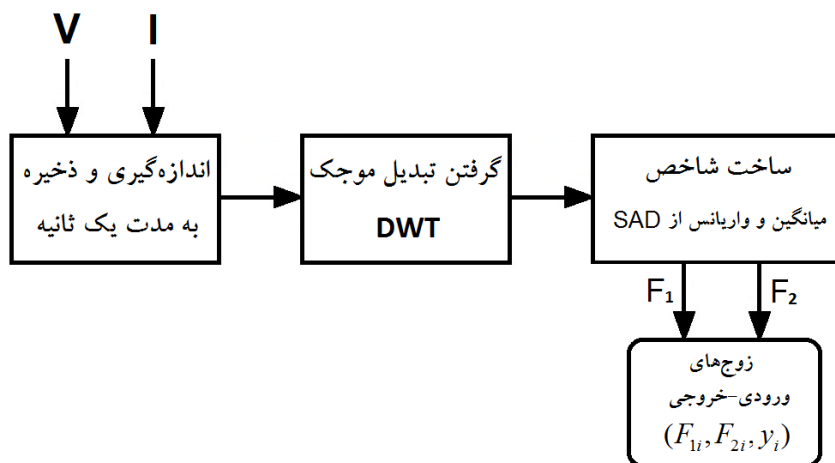 V I
اندازه‌گیری و ذخیره
به مدت یک ثانیه
گرفتن تبدیل موجک
DWT
ساخت شاخص
میانگین و واریانس از SAD
F₁ F₂
زوج‌های
ورودی-خروجی
(F₁ᵢ, F₂ᵢ, yᵢ)